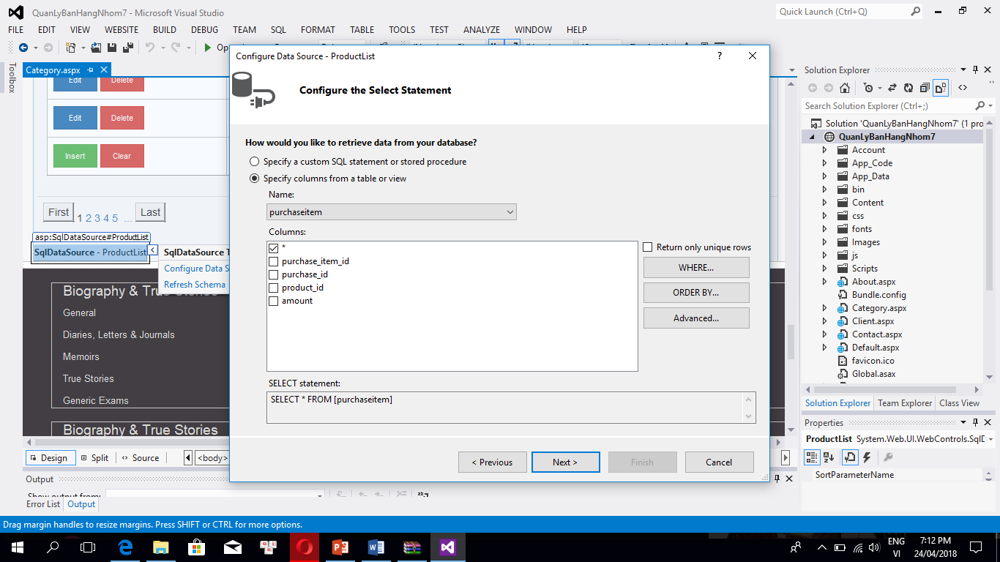 QuanLyBanHangNhom7 - Microsoft Visual Studio
Quick Launch (Ctrl+Q)
FILE EDIT VIEW WEBSITE BUILD DEBUG TEAM SQL FORMAT TABLE TOOLS TEST ANALYZE WINDOW HELP
Toolbox
Category.aspx
Edit Delete
Edit Delete
Insert Clear
First 1 2 3 4 5 ... Last
asp:SqlDataSource#ProductList
SqlDataSource - ProductList
SqlDataSource T
Configure Data S
Refresh Schema
Biography & True Stories
General
Diaries, Letters & Journals
Memoirs
True Stories
Generic Exams
Biography & True Stories
Design Split Source <body>
Output
Show output from:
Error List Output
Configure Data Source - ProductList
?
Configure the Select Statement
How would you like to retrieve data from your database?
Specify a custom SQL statement or stored procedure
Specify columns from a table or view
Name:
purchaseitem
Columns:
*
purchase_item_id
purchase_id
product_id
amount
Return only unique rows
WHERE...
ORDER BY...
Advanced...
SELECT statement:
SELECT * FROM [purchaseitem]
< Previous Next > Finish Cancel
Solution Explorer
Search Solution Explorer (Ctrl+;)
Solution 'QuanLyBanHangNhom7' (1 pro
QuanLyBanHangNhom7
Account
App_Code
App_Data
bin
Content
css
fonts
Images
js
Scripts
About.aspx
Bundle.config
Category.aspx
Client.aspx
Contact.aspx
Default.aspx
favicon.ico
Global.asax
Solution Explorer Team Explorer Class View
Properties
ProductList System.Web.UI.WebControls.SqlD
SortParameterName
Drag margin handles to resize margins. Press SHIFT or CTRL for more options.
ENG
VI
7:12 PM
24/04/2018